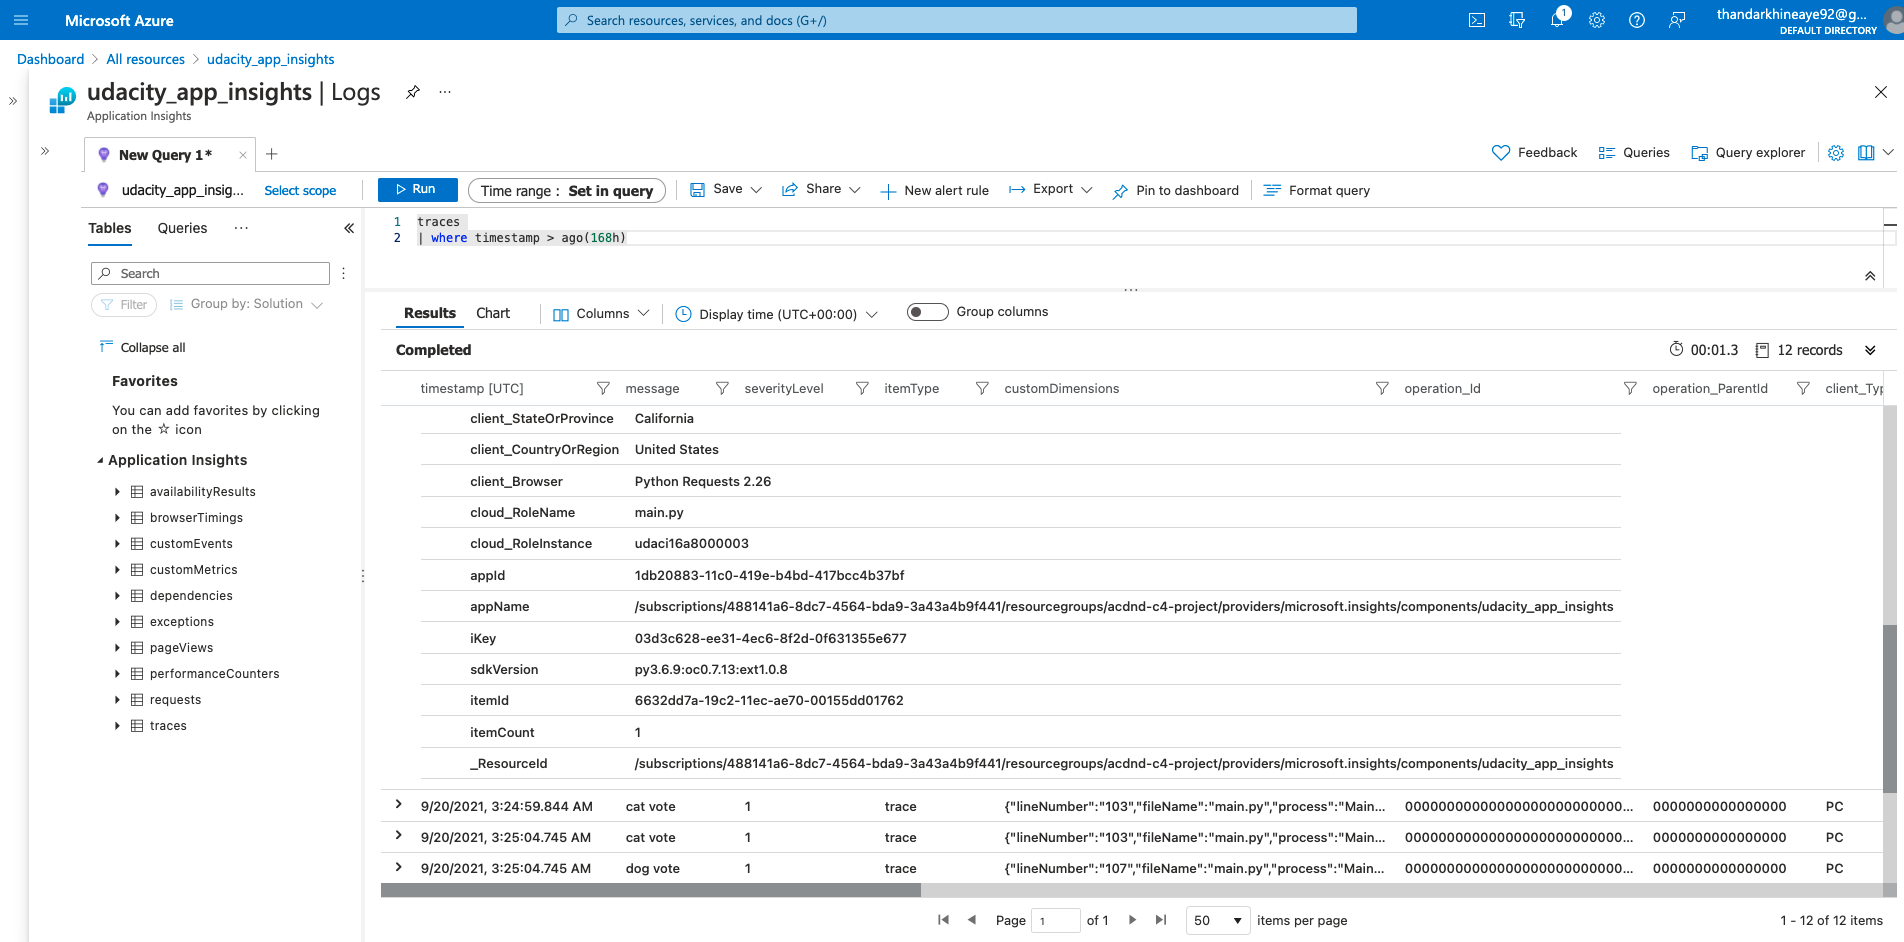 Microsoft Azure
Search resources, services, and docs (G+/)
1
thandarkhineaye92@g...
DEFAULT DIRECTORY
Dashboard > All resources > udacity_app_insights
udacity_app_insights | Logs
...
Application Insights
New Query 1*
Feedback
Queries
Query explorer
udacity_app_insig...
Select scope
Run
Time range : Set in query
Save
Share
New alert rule
Export
Pin to dashboard
Format query
Tables
Queries
...
1 traces
2 | where timestamp > ago(168h)
Search
Filter
Group by: Solution
Collapse all
Favorites
You can add favorites by clicking
on the ☆ icon
Application Insights
availabilityResults
browserTimings
customEvents
customMetrics
dependencies
exceptions
pageViews
performanceCounters
requests
traces
Results
Chart
Columns
Display time (UTC+00:00)
Group columns
Completed
00:01.3
12 records
timestamp [UTC] message severityLevel itemType customDimensions operation_Id operation_ParentId client_Typ
client_StateOrProvince California
client_CountryOrRegion United States
client_Browser Python Requests 2.26
cloud_RoleName main.py
cloud_RoleInstance udaci16a8000003
appId 1db20883-11c0-419e-b4bd-417bcc4b37bf
appName /subscriptions/488141a6-8dc7-4564-bda9-3a43a4b9f441/resourcegroups/acdnd-c4-project/providers/microsoft.insights/components/udacity_app_insights
iKey 03d3c628-ee31-4ec6-8f2d-0f631355e677
sdkVersion py3.6.9:oc0.7.13:ext1.0.8
itemId 6632dd7a-19c2-11ec-ae70-00155dd01762
itemCount 1
_ResourceId /subscriptions/488141a6-8dc7-4564-bda9-3a43a4b9f441/resourcegroups/acdnd-c4-project/providers/microsoft.insights/components/udacity_app_insights
9/20/2021, 3:24:59.844 AM cat vote 1 trace {"lineNumber":"103","fileName":"main.py","process":"Main... 00000000000000000000000000... 0000000000000000 PC
9/20/2021, 3:25:04.745 AM cat vote 1 trace {"lineNumber":"103","fileName":"main.py","process":"Main... 00000000000000000000000000... 0000000000000000 PC
9/20/2021, 3:25:04.745 AM dog vote 1 trace {"lineNumber":"107","fileName":"main.py","process":"Main... 00000000000000000000000000... 0000000000000000 PC
Page 1 of 1
50 items per page
1 - 12 of 12 items